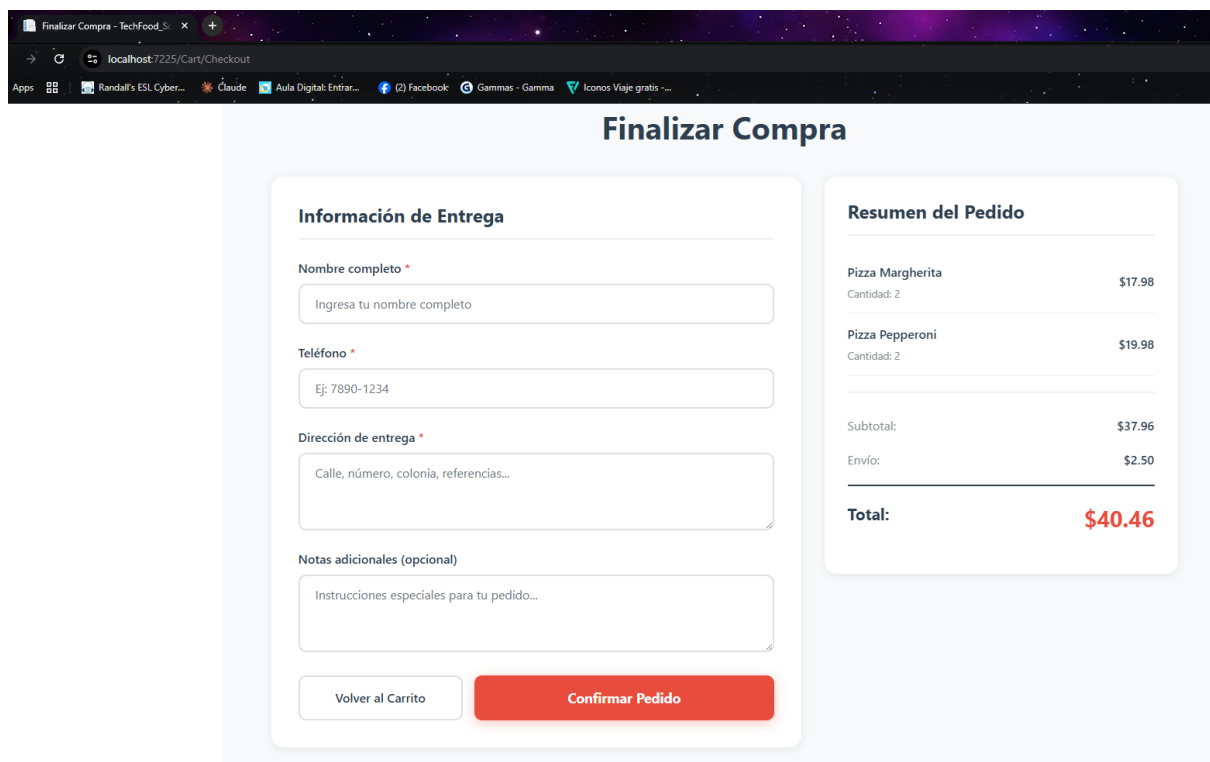 Finalizar Compra - TechFood_So
localhost:7225/Cart/Checkout
Apps Randall's ESL Cyber... Claude Aula Digital: Entrar... (2) Facebook Gammas - Gamma Iconos Viaje gratis -...
Finalizar Compra
Información de Entrega
Nombre completo *
Ingresa tu nombre completo
Teléfono *
Ej: 7890-1234
Dirección de entrega *
Calle, número, colonia, referencias...
Notas adicionales (opcional)
Instrucciones especiales para tu pedido...
Volver al Carrito
Confirmar Pedido
Resumen del Pedido
Pizza Margherita
Cantidad: 2
$17.98
Pizza Pepperoni
Cantidad: 2
$19.98
Subtotal: $37.96
Envío: $2.50
Total: $40.46